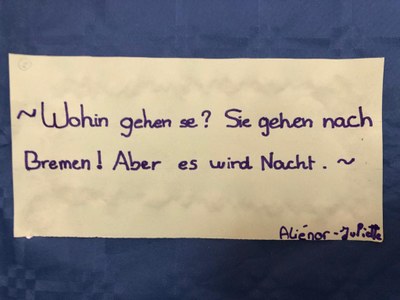 ~Wohin gehen se? Sie gehen nach
Bremen! Aber es wird Nacht. ~
Aliénor - Juliette